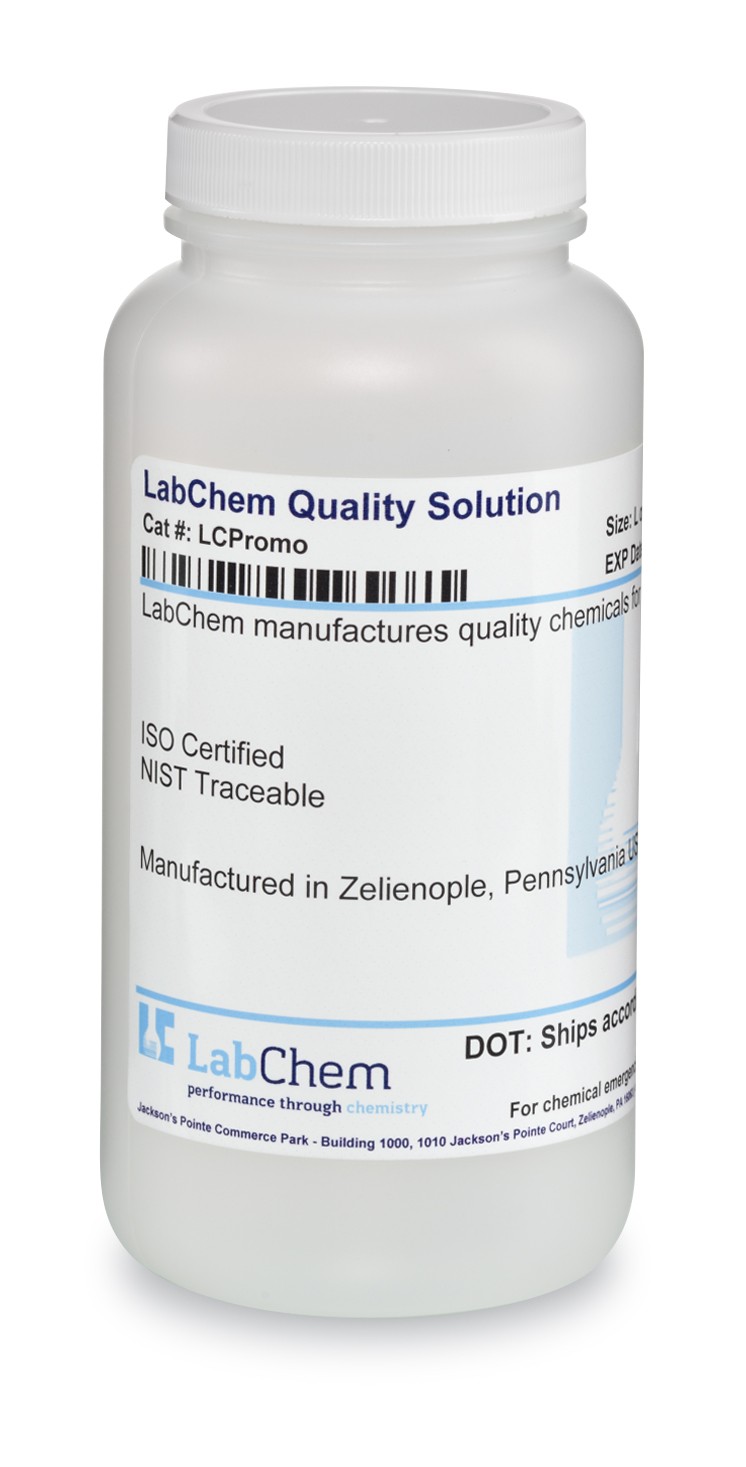 LabChem Quality Solution
Cat #: LCPromo
Size: L
EXP
LabChem manufactures quality chemicals for
ISO Certified
NIST Traceable
Manufactured in Zelienople, Pennsylvania
DOT: Ships
LabChem
performance through chemistry
For chemical
Jackson's Pointe Commerce Park - Building 1000, 1010 Jackson's Pointe Court, Zelienople, PA